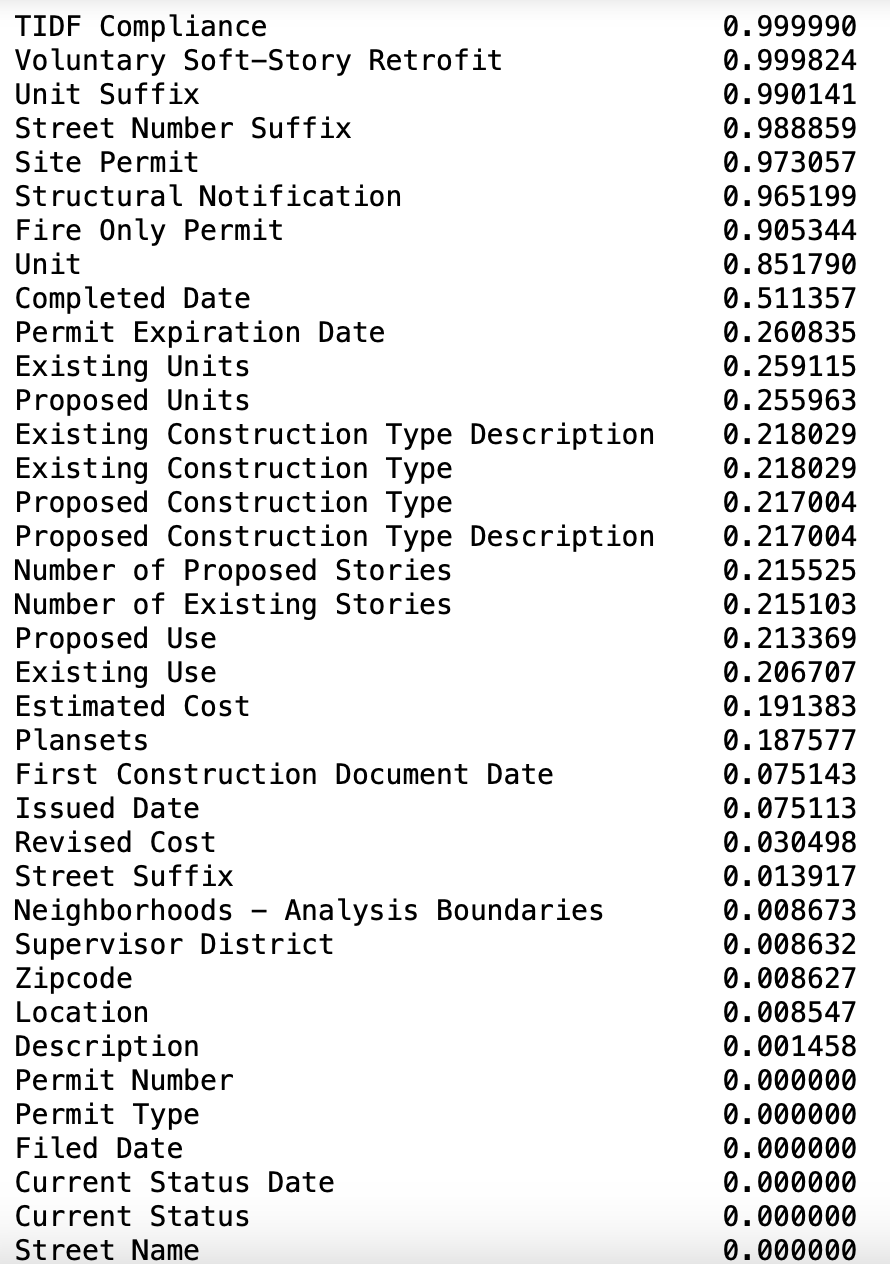 TIDF Compliance 0.999990
Voluntary Soft-Story Retrofit 0.999824
Unit Suffix 0.990141
Street Number Suffix 0.988859
Site Permit 0.973057
Structural Notification 0.965199
Fire Only Permit 0.905344
Unit 0.851790
Completed Date 0.511357
Permit Expiration Date 0.260835
Existing Units 0.259115
Proposed Units 0.255963
Existing Construction Type Description 0.218029
Existing Construction Type 0.218029
Proposed Construction Type 0.217004
Proposed Construction Type Description 0.217004
Number of Proposed Stories 0.215525
Number of Existing Stories 0.215103
Proposed Use 0.213369
Existing Use 0.206707
Estimated Cost 0.191383
Plansets 0.187577
First Construction Document Date 0.075143
Issued Date 0.075113
Revised Cost 0.030498
Street Suffix 0.013917
Neighborhoods - Analysis Boundaries 0.008673
Supervisor District 0.008632
Zipcode 0.008627
Location 0.008547
Description 0.001458
Permit Number 0.000000
Permit Type 0.000000
Filed Date 0.000000
Current Status Date 0.000000
Current Status 0.000000
Street Name 0.000000